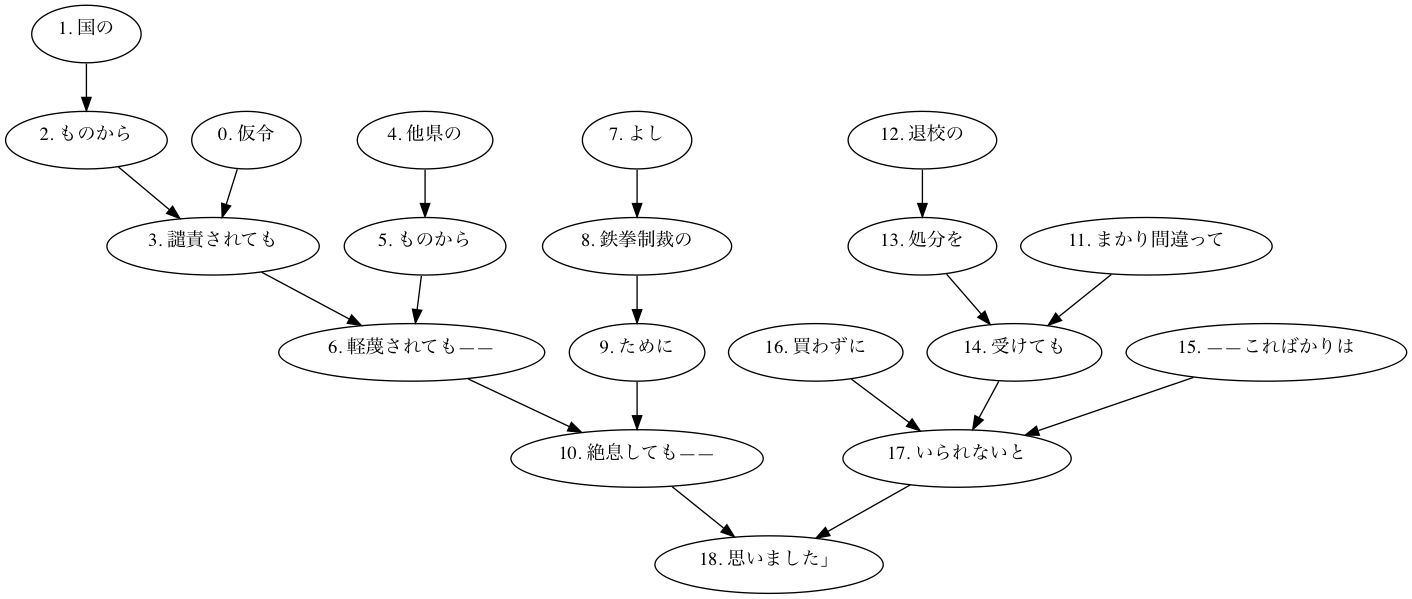 1. 国の
2. ものから
0. 仮令
4. 他県の
7. よし
12. 退校の
3. 譴責されても
5. ものから
8. 鉄拳制裁の
13. 処分を
11. まかり間違って
6. 軽蔑されても――
9. ために
16. 買わずに
14. 受けても
15. ――こればかりは
10. 絶息しても――
17. いられないと
18. 思いました」